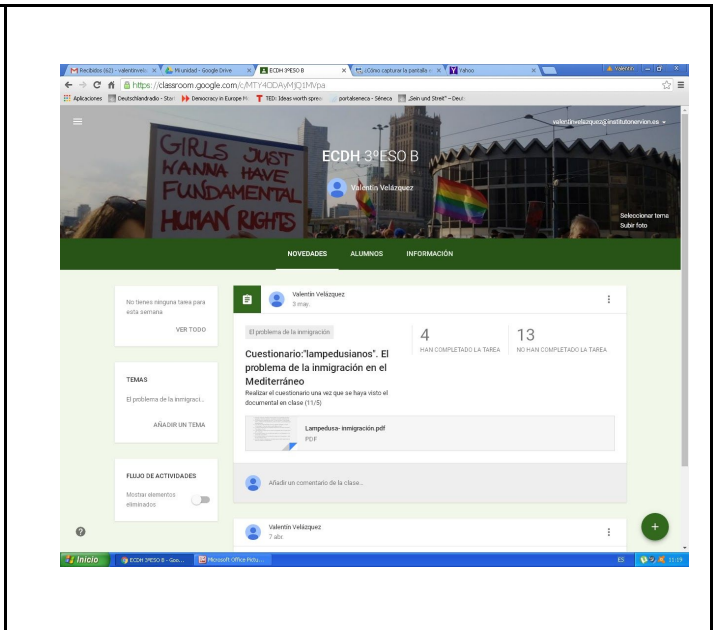 Recibidos (62) - valentinvel
Mi unidad - Google Drive
ECDH 3ºESO B
¿Cómo capturar la pantalla
Yahoo
Valentín
https://classroom.google.com/c/MTY4ODAyMjQ1MVpa
Aplicaciones
Deutschlandradio - Star
Democracy in Europe M
TED: Ideas worth sprea
portalseneca - Séneca
„Sein und Streit" – Deut
GIRLS JUST
WANNA HAVE
FUNDAMENTAL
HUMAN RIGHTS
valentinvelazquez@institutonervion.es
ECDH 3ºESO B
Valentín Velázquez
Seleccionar tema
Subir foto
NOVEDADES
ALUMNOS
INFORMACIÓN
No tienes ninguna tarea para
esta semana
VER TODO
TEMAS
El problema de la inmigraci...
AÑADIR UN TEMA
FLUJO DE ACTIVIDADES
Mostrar elementos
eliminados
Valentín Velázquez
3 may.
El problema de la inmigración
Cuestionario:"lampedusianos". El
problema de la inmigración en el
Mediterráneo
Realizar el cuestionario una vez que se haya visto el
documental en clase (11/5)
4
HAN COMPLETADO LA TAREA
13
NO HAN COMPLETADO LA TAREA
Lampedusa- inmigración.pdf
PDF
Añadir un comentario de la clase...
Valentín Velázquez
7 abr.
Inicio
ECDH 3ºESO B - Goo...
Microsoft Office Pictu...
ES
11:19